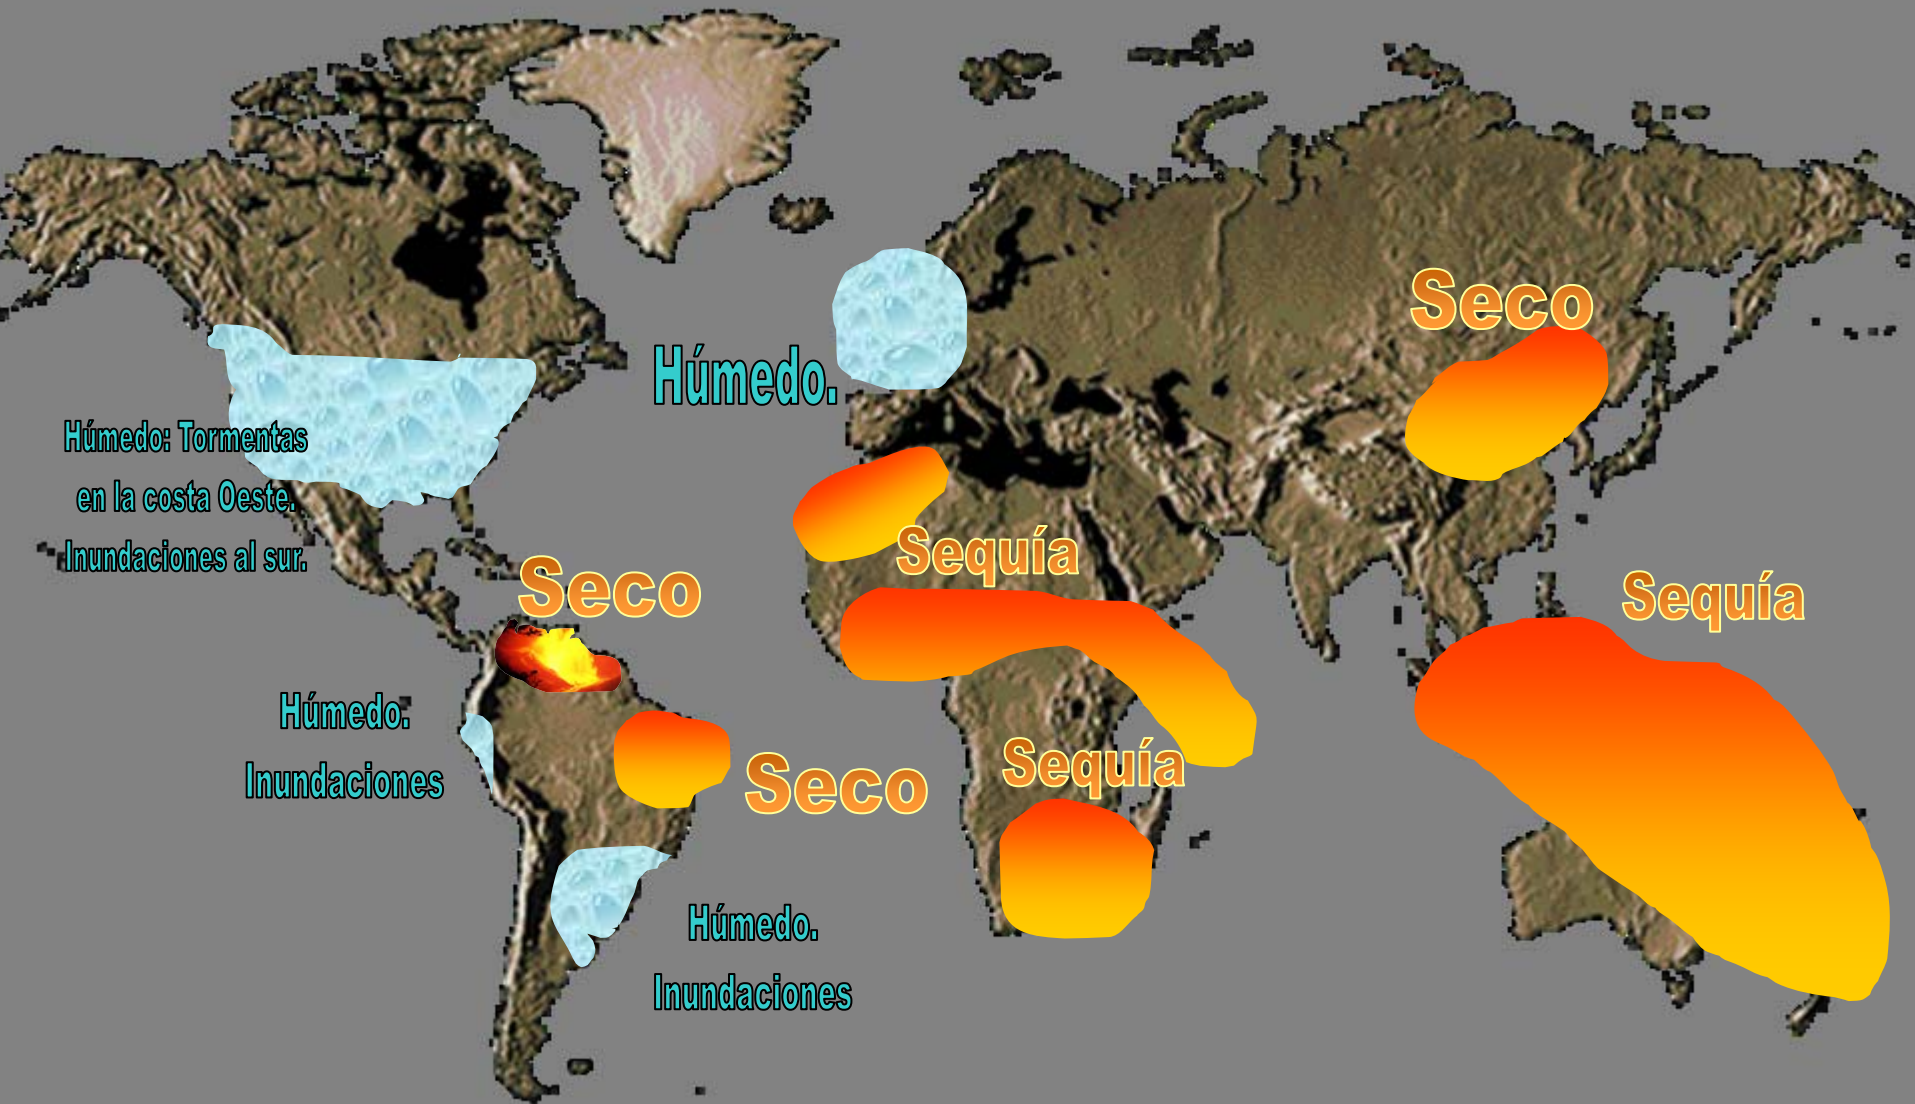 Seco
Húmedo.
Húmedo: Tormentas
en la costa Oeste.
Inundaciones al sur.
Sequía
Seco
Sequía
Húmedo.
Inundaciones
Sequía
Seco
Húmedo.
Inundaciones